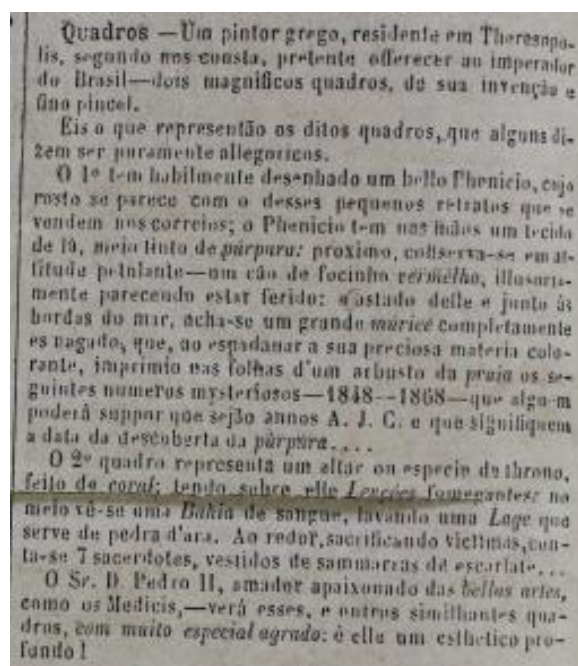 Quadros —Um pintor grego, residente em Theresopo-
lis, segundo nos consta, pretente offerecer ao imperador
do Brasil—dois magnificos quadros, de sua invenção e
fino pincel.
Eis o que representão os ditos quadros, que alguns di-
zem ser puramente allegoricos.
O 1º tem habilmente desenhado um bello Phenicio, cujo
rosto se parece com o desses pequenos retratos que se
vendem nos correios; o Phenicio tem nas mãos um tecido
de lã, meio tinto de púrpura: proximo, conserva-se em at-
titude petulante—um cão de focinho vermelho, illusoria-
mente parecendo estar ferido: afastado delle e junto ás
bordas do mar, acha-se um grande múrice completamente
esmagado, que, ao espadanar a sua preciosa materia colo-
rante, imprimio nas folhas d'um arbusto da praia os se-
guintes numeros mysteriosos—1848--1868—que alguem
poderá suppor que sejão annos A. J. C. e que signifiquem
a data da descoberta da púrpura....
O 2º quadro representa um altar ou especie de throno,
feito de coral; tendo sobre elle Lenções fumegantes: no
meio vê-se uma Bahia de sangue, lavando uma Lage que
serve de pedra d'ara. Ao redor, sacrificando victimas, con-
ta-se 7 sacerdotes, vestidos de sammarras de escarlate...
O Sr. D. Pedro II, amador apaixonado das bellas artes,
como os Medicis,—verá esses, e outros similhantes qua-
dros, com muito especial agrado: é elle um esthetico pro-
fundo!